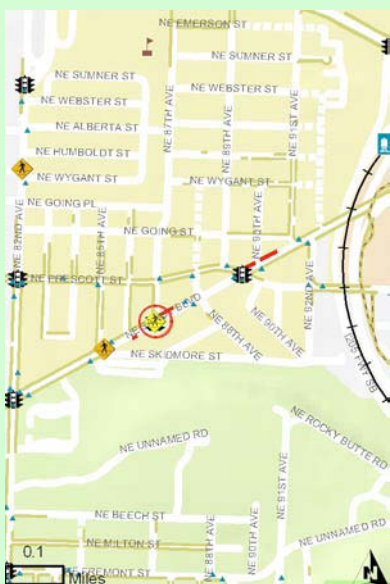 NE EMERSON ST
NE SUMNER ST
NE SUMNER ST
NE WEBSTER ST
NE WEBSTER ST
NE ALBERTA ST
NE 87TH AVE
NE 89TH AVE
NE 91ST AVE
NE HUMBOLDT ST
NE WYGANT ST
NE WYGANT ST
NE GOING PL
NE 82ND AVE
NE 85TH AVE
NE GOING ST
NE 90TH AVE
NE PRESCOTT ST
NE 92ND AVE
BLVD
NE 88TH AVE
NE 90TH AVE
I205 FWY SB
NE SKIDMORE ST
NE UNNAMED RD
NE ROCKY BUTTE RD
NE 91ST AVE
NE BEECH ST
NE UNNAMED RD
NE MILTON ST
NE 88TH AVE
NE 90TH AVE
NE FREMONT ST
0.1
Miles
N